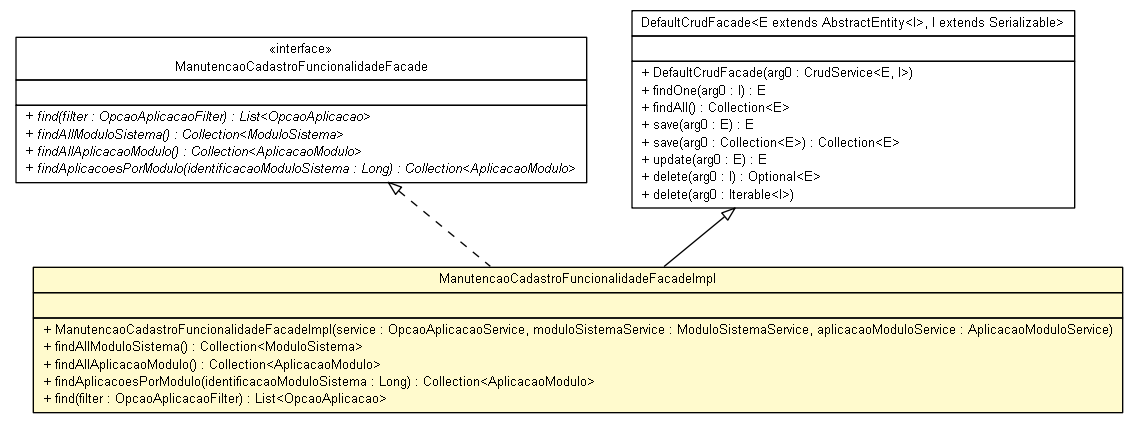 «interface»
ManutencaoCadastroFuncionalidadeFacade
+ find(filter : OpcaoAplicacaoFilter) : List<OpcaoAplicacao>
+ findAllModuloSistema() : Collection<ModuloSistema>
+ findAllAplicacaoModulo() : Collection<AplicacaoModulo>
+ findAplicacoesPorModulo(identificacaoModuloSistema : Long) : Collection<AplicacaoModulo>
DefaultCrudFacade<E extends AbstractEntity<I>, I extends Serializable>
+ DefaultCrudFacade(arg0 : CrudService<E, I>)
+ findOne(arg0 : I) : E
+ findAll() : Collection<E>
+ save(arg0 : E) : E
+ save(arg0 : Collection<E>) : Collection<E>
+ update(arg0 : E) : E
+ delete(arg0 : I) : Optional<E>
+ delete(arg0 : Iterable<I>)
ManutencaoCadastroFuncionalidadeFacadeImpl
+ ManutencaoCadastroFuncionalidadeFacadeImpl(service : OpcaoAplicacaoService, moduloSistemaService : ModuloSistemaService, aplicacaoModuloService : AplicacaoModuloService)
+ findAllModuloSistema() : Collection<ModuloSistema>
+ findAllAplicacaoModulo() : Collection<AplicacaoModulo>
+ findAplicacoesPorModulo(identificacaoModuloSistema : Long) : Collection<AplicacaoModulo>
+ find(filter : OpcaoAplicacaoFilter) : List<OpcaoAplicacao>